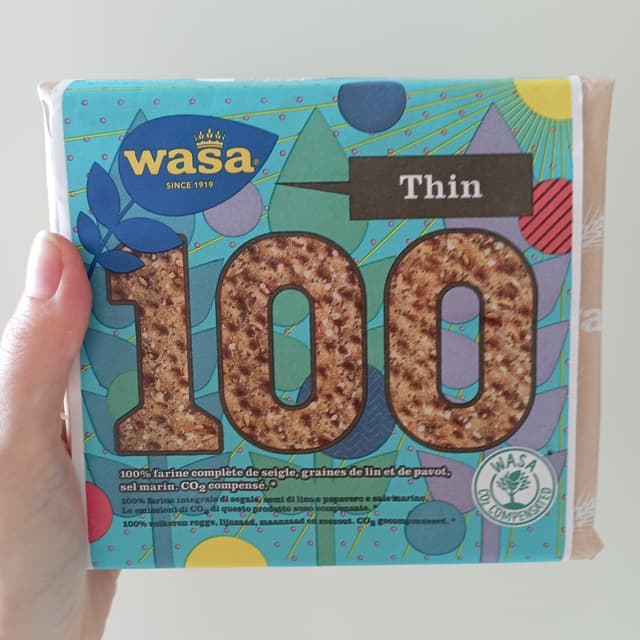 wasa®
SINCE 1919
Thin
100
100% farine complète de seigle, graines de lin et de pavot,
sel marin. CO2 compensé.*
100% farina integrale di segale, semi di lino e papavero e sale marino.
Le emissioni di CO2 di questo prodotto sono compensate.*
100% volkoren rogge, lijnzaad, maanzaad en zeezout. CO2 gecompenseerd.*
WASA
CO2 COMPENSATED
a